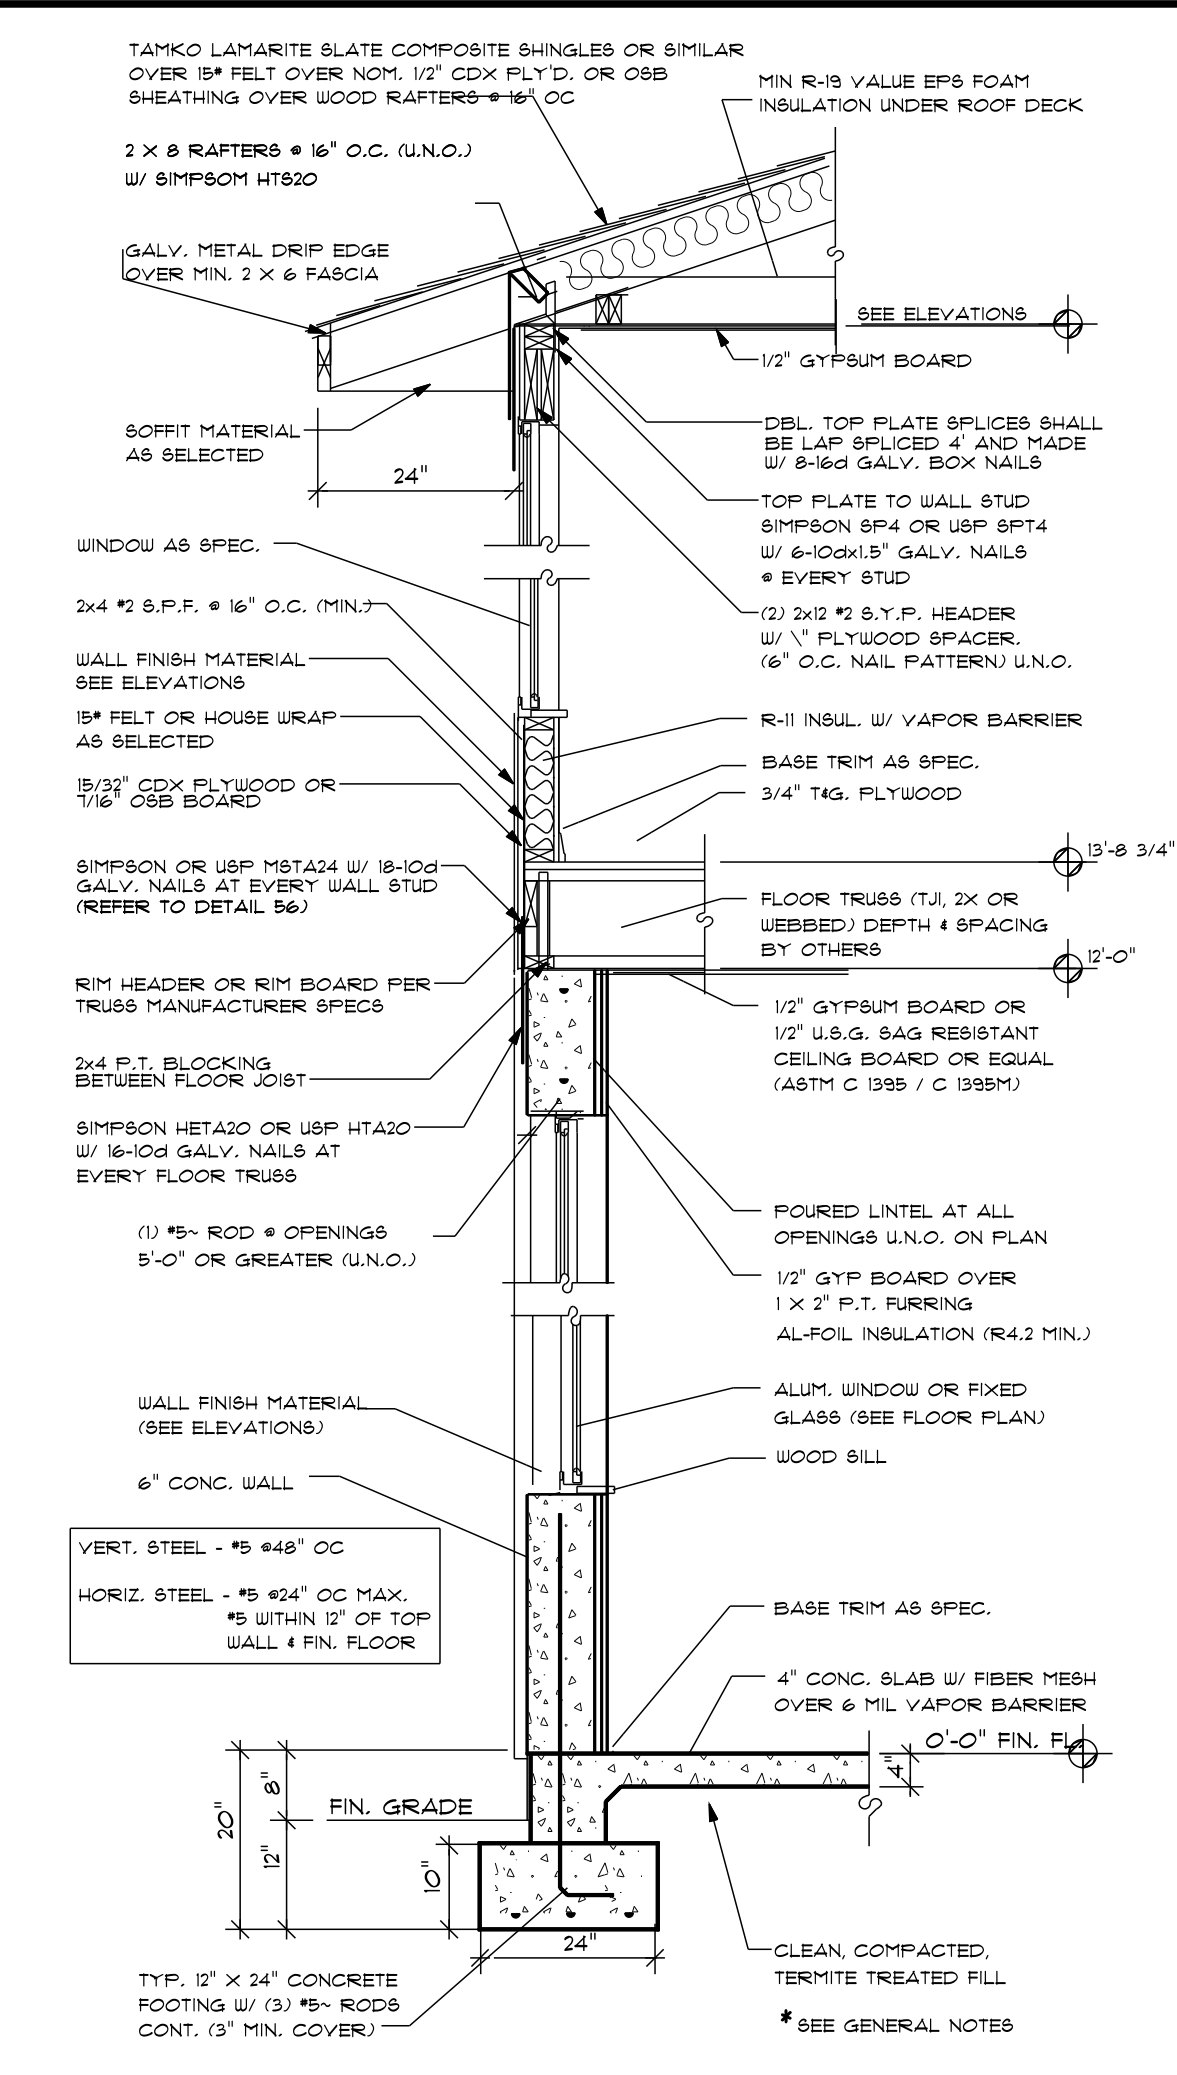 TAMKO LAMARITE SLATE COMPOSITE SHINGLES OR SIMILAR
OVER 15# FELT OVER NOM. 1/2" CDX PLY'D. OR OSB
SHEATHING OVER WOOD RAFTERS @ 16" OC
MIN R-19 VALUE EPS FOAM
INSULATION UNDER ROOF DECK
2 X 8 RAFTERS @ 16" O.C. (U.N.O.)
W/ SIMPSOM HTS20
GALV. METAL DRIP EDGE
OVER MIN. 2 X 6 FASCIA
SEE ELEVATIONS
1/2" GYPSUM BOARD
SOFFIT MATERIAL
AS SELECTED
24"
DBL. TOP PLATE SPLICES SHALL
BE LAP SPLICED 4' AND MADE
W/ 8-16d GALV. BOX NAILS
TOP PLATE TO WALL STUD
SIMPSON SP4 OR USP SPT4
W/ 6-10dx1.5" GALV. NAILS
@ EVERY STUD
WINDOW AS SPEC.
2x4 #2 S.P.F. @ 16" O.C. (MIN.)
(2) 2x12 #2 S.Y.P. HEADER
W/ \" PLYWOOD SPACER.
(6" O.C. NAIL PATTERN) U.N.O.
WALL FINISH MATERIAL
SEE ELEVATIONS
15# FELT OR HOUSE WRAP
AS SELECTED
R-11 INSUL. W/ VAPOR BARRIER
BASE TRIM AS SPEC.
3/4" T&G. PLYWOOD
15/32" CDX PLYWOOD OR
7/16" OSB BOARD
13'-8 3/4"
SIMPSON OR USP MSTA24 W/ 18-10d
GALV. NAILS AT EVERY WALL STUD
(REFER TO DETAIL 56)
FLOOR TRUSS (TJI, 2X OR
WEBBED) DEPTH & SPACING
BY OTHERS
12'-0"
RIM HEADER OR RIM BOARD PER
TRUSS MANUFACTURER SPECS
1/2" GYPSUM BOARD OR
1/2" U.S.G. SAG RESISTANT
CEILING BOARD OR EQUAL
(ASTM C 1395 / C 1395M)
2x4 P.T. BLOCKING
BETWEEN FLOOR JOIST
SIMPSON HETA20 OR USP HTA20
W/ 16-10d GALV. NAILS AT
EVERY FLOOR TRUSS
(1) #5~ ROD @ OPENINGS
5'-0" OR GREATER (U.N.O.)
POURED LINTEL AT ALL
OPENINGS U.N.O. ON PLAN
1/2" GYP BOARD OVER
1 X 2" P.T. FURRING
AL-FOIL INSULATION (R4.2 MIN.)
WALL FINISH MATERIAL
(SEE ELEVATIONS)
ALUM. WINDOW OR FIXED
GLASS (SEE FLOOR PLAN)
WOOD SILL
6" CONC. WALL
VERT. STEEL - #5 @48" OC
HORIZ. STEEL - #5 @24" OC MAX.
#5 WITHIN 12" OF TOP
WALL & FIN. FLOOR
BASE TRIM AS SPEC.
4" CONC. SLAB W/ FIBER MESH
OVER 6 MIL VAPOR BARRIER
0'-0" FIN. FL.
4"
8"
20"
FIN. GRADE
12"
10"
24"
CLEAN, COMPACTED,
TERMITE TREATED FILL
* SEE GENERAL NOTES
TYP. 12" X 24" CONCRETE
FOOTING W/ (3) #5~ RODS
CONT. (3" MIN. COVER)